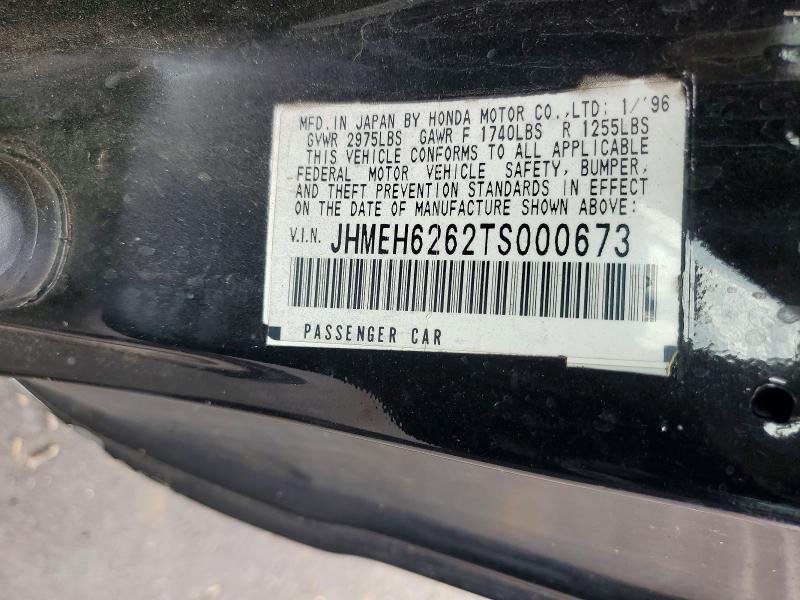 MFD. IN JAPAN BY HONDA MOTOR CO., LTD: 1/'96
GVWR 2975LBS GAWR F 1740LBS R 1255LBS
THIS VEHICLE CONFORMS TO ALL APPLICABLE
FEDERAL MOTOR VEHICLE SAFETY, BUMPER,
AND THEFT PREVENTION STANDARDS IN EFFECT
ON THE DATE OF MANUFACTURE SHOWN ABOVE:
V.I.N. JHMEH6262TS000673
PASSENGER CAR